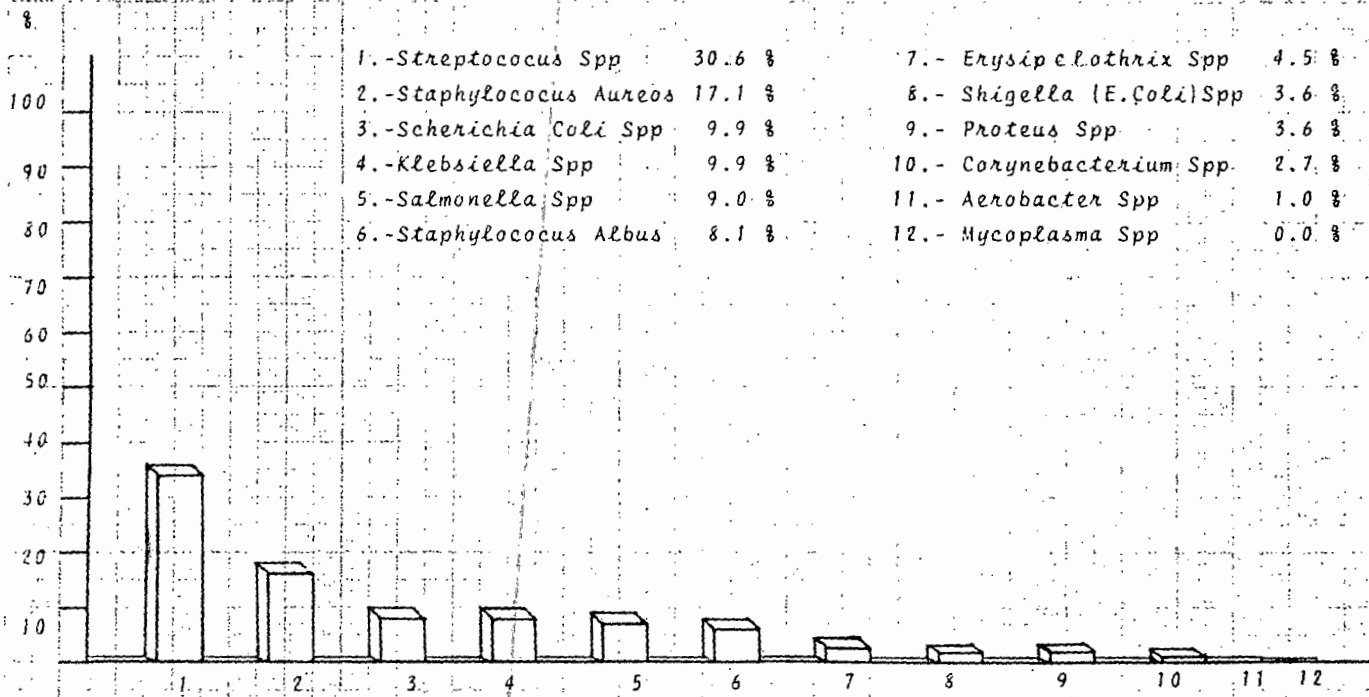 %
1.-Streptococus Spp 30.6 %
2.-Staphylococus Aureos 17.1 %
3.-Scherichia Coli Spp 9.9 %
4.-Klebsiella Spp 9.9 %
5.-Salmonella Spp 9.0 %
6.-Staphylococus Albus 8.1 %
7.- Erysipelothrix Spp 4.5 %
8.- Shigella (E.Coli)Spp 3.6 %
9.- Proteus Spp 3.6 %
10.- Corynebacterium Spp 2.7 %
11.- Aerobacter Spp 1.0 %
12.- Mycoplasma Spp 0.0 %
100
90
80
70
60
50
40
30
20
10
1 2 3 4 5 6 7 8 9 10 11 12